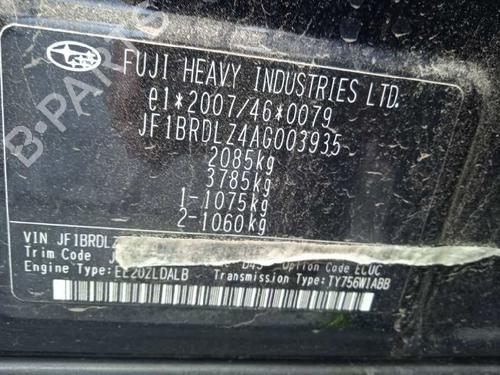 FUJI HEAVY INDUSTRIES LTD.
e1*2007/46*0079
JF1BRDLZ4AG003935
2085kg
3785kg
1-1075kg
2-1060kg
VIN JF1BRDLZ
Trim Code Option Code ECUC
Engine Type: EE20ZLDALB Transmission Type: TY756W1ABB